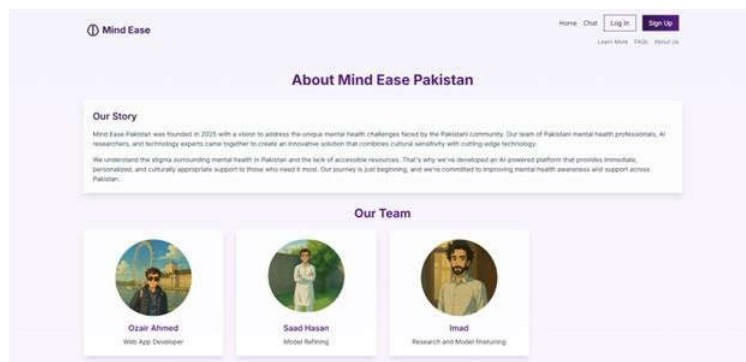 Mind Ease
Home Chat Log In Sign Up
Learn More FAQs About Us
About Mind Ease Pakistan
Our Story
Mind Ease Pakistan was founded in 2025 with a vision to address the unique mental health challenges faced by the Pakistani community. Our team of Pakistani mental health professionals, AI
researchers, and technology experts came together to create an innovative solution that combines cultural sensitivity with cutting-edge technology.
We understand the stigma surrounding mental health in Pakistan and the lack of accessible resources. That's why we've developed an AI-powered platform that provides immediate,
personalized, and culturally appropriate support to those who need it most. Our journey is just beginning, and we're committed to improving mental health awareness and support across
Pakistan.
Our Team
Ozair Ahmed
Web App Developer
Saad Hasan
Model Refining
Imad
Research and Model finetuning